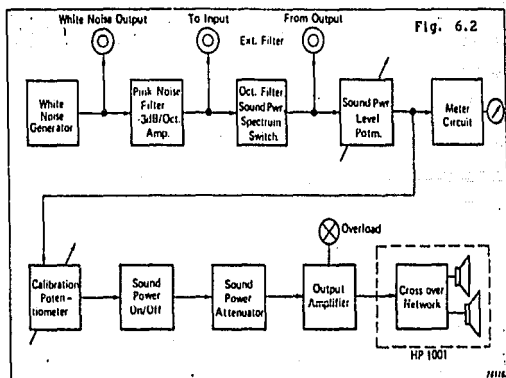 White Noise Output
To Input
From Output
Fig. 6.2
Ext. Filter
White
Noise
Generator
Pink Noise
Filter
-3dB/Oct.
Amp.
Oct. Filter
Sound Pwr
Spectrum
Switch.
Sound Pwr
Level
Potm.
Meter
Circuit
Overload
Calibration
Poten-
tiometer
Sound
Power
On/Off
Sound
Power
Attenuator
Output
Amplifier
Cross over
Network
HP 1001